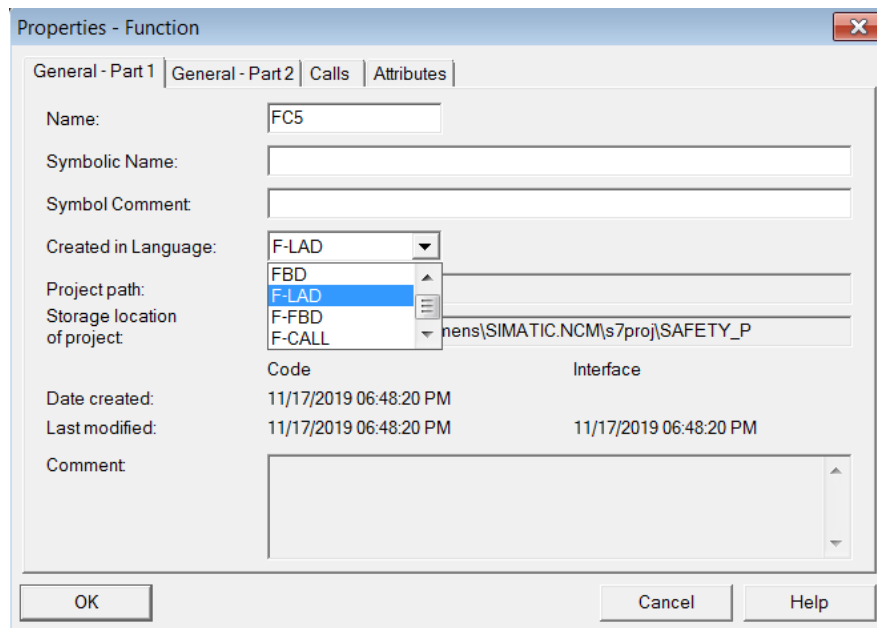 Properties - Function
General - Part 1 General - Part 2 Calls Attributes
Name: FC5
Symbolic Name:
Symbol Comment:
Created in Language: F-LAD
FBD
F-LAD
F-FBD
F-CALL
Project path:
Storage location
of project: mens\SIMATIC.NCM\s7proj\SAFETY_P
Code Interface
Date created: 11/17/2019 06:48:20 PM
Last modified: 11/17/2019 06:48:20 PM 11/17/2019 06:48:20 PM
Comment:
OK Cancel Help